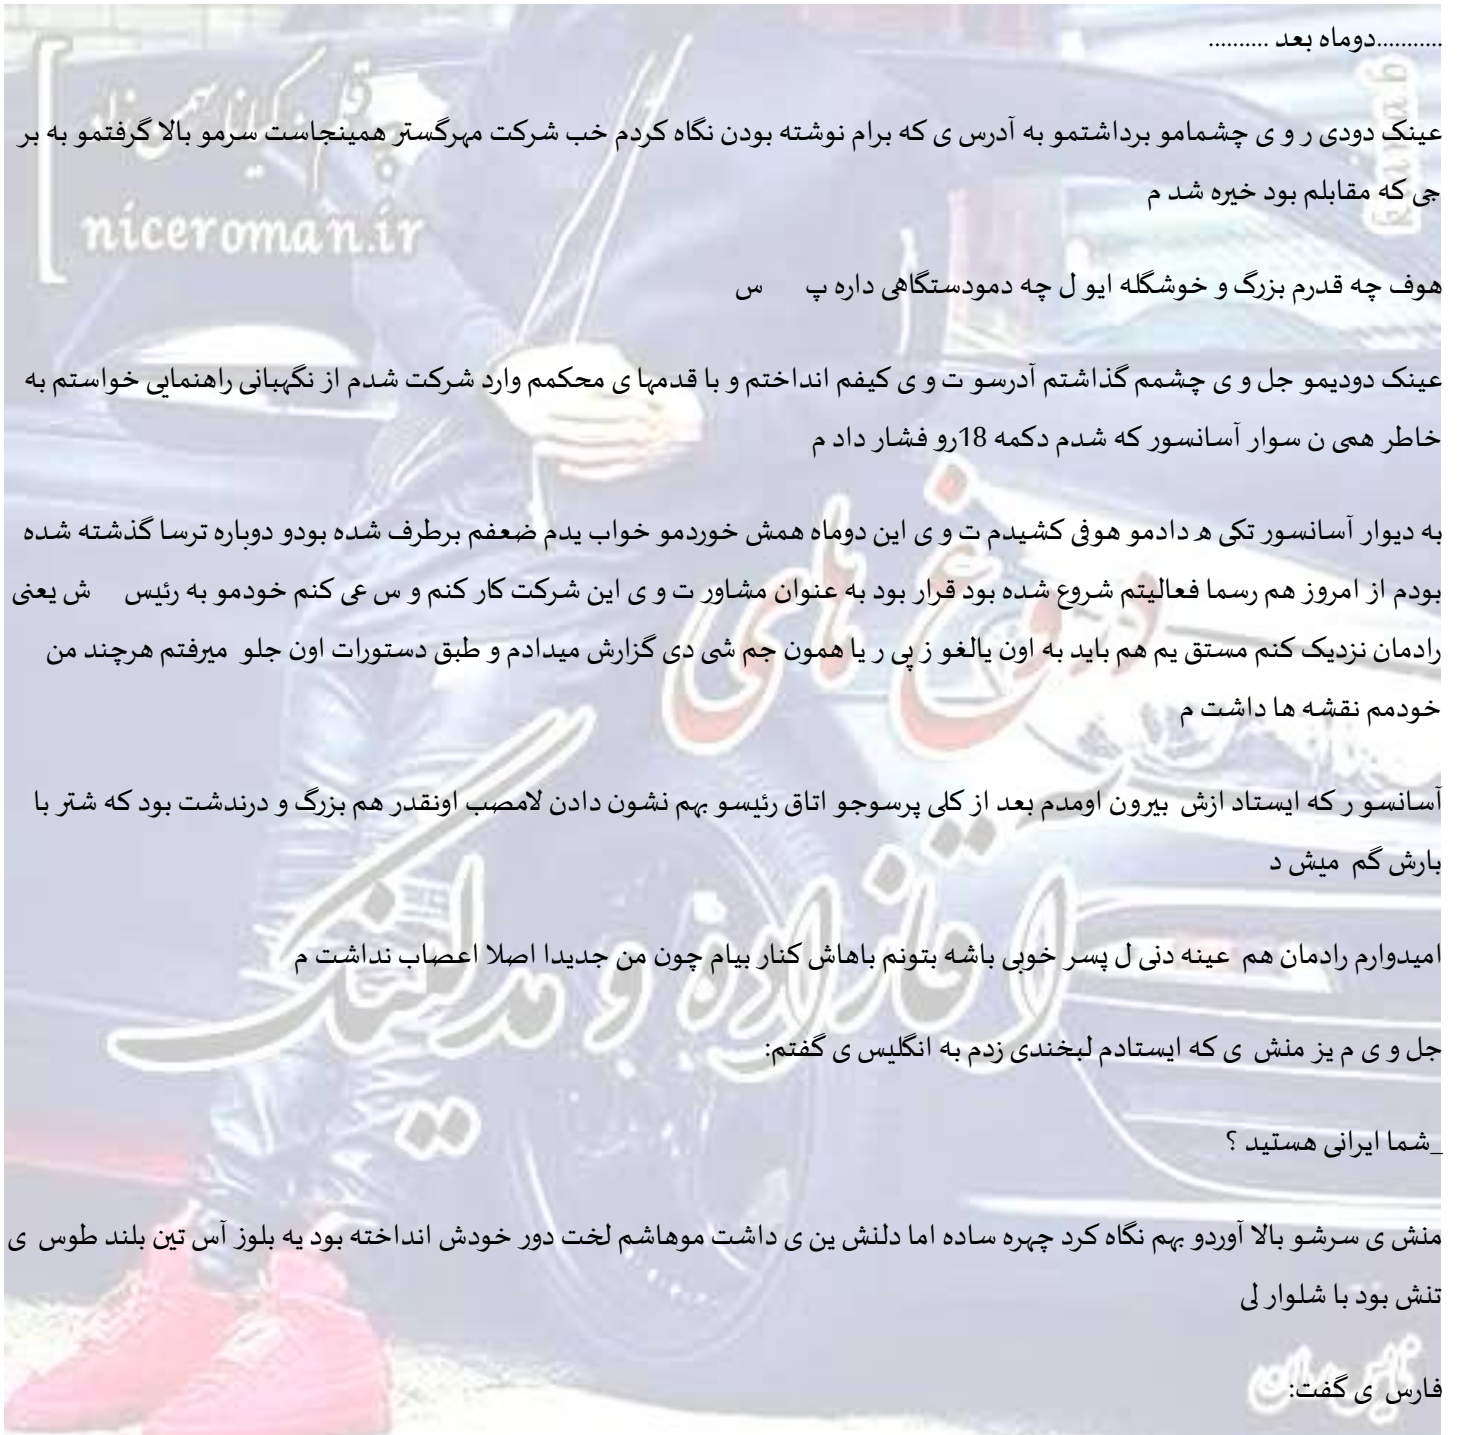 ...........دوماه بعد ..........
عینک دودی ر و ی چشمامو برداشتمو به آدرس ی که برام نوشته بودن نگاه کردم خب شرکت مهرگستر همینجاست سرمو بالا گرفتمو به بر
جی که مقابلم بود خیره شد م
هوف چه قدرم بزرگ و خوشگله ایو ل چه دمودستگاهی داره پ س
عینک دودیمو جل و ی چشمم گذاشتم آدرسو ت و ی کیفم انداختم و با قدمها ی محکمم وارد شرکت شدم از نگهبانی راهنمایی خواستم به
خاطر همی ن سوار آسانسور که شدم دکمه 18رو فشار داد م
به دیوار آسانسور تکی ه دادمو هوفی کشیدم ت و ی این دوماه همش خوردمو خواب یدم ضعفم برطرف شده بودو دوباره ترسا گذشته شده
بودم از امروز هم رسما فعالیتم شروع شده بود قرار بود به عنوان مشاور ت و ی این شرکت کار کنم و س عی کنم خودمو به رئیس ش یعنی
رادمان نزدیک کنم مستق یم هم باید به اون یالغو ز پی ر یا همون جم شی دی گزارش میدادم و طبق دستورات اون جلو میرفتم هرچند من
خودمم نقشه ها داشت م
آسانسو ر که ایستاد ازش بیرون اومدم بعد از کلی پرسوجو اتاق رئیسو بهم نشون دادن لامصب اونقدر هم بزرگ و درندشت بود که شتر با
بارش گم میش د
امیدوارم رادمان هم عینه دنی ل پسر خوبی باشه بتونم باهاش کنار بیام چون من جدیدا اصلا اعصاب نداشت م
جل و ی م یز منش ی که ایستادم لبخندی زدم به انگلیس ی گفتم:
_شما ایرانی هستید ؟
منش ی سرشو بالا آوردو بهم نگاه کرد چهره ساده اما دلنش ین ی داشت موهاشم لخت دور خودش انداخته بود یه بلوز آس تین بلند طوس ی
تنش بود با شلوار لی
فارس ی گفت:
niceroman.ir
دروغ های
آقازاده و مدلینگ